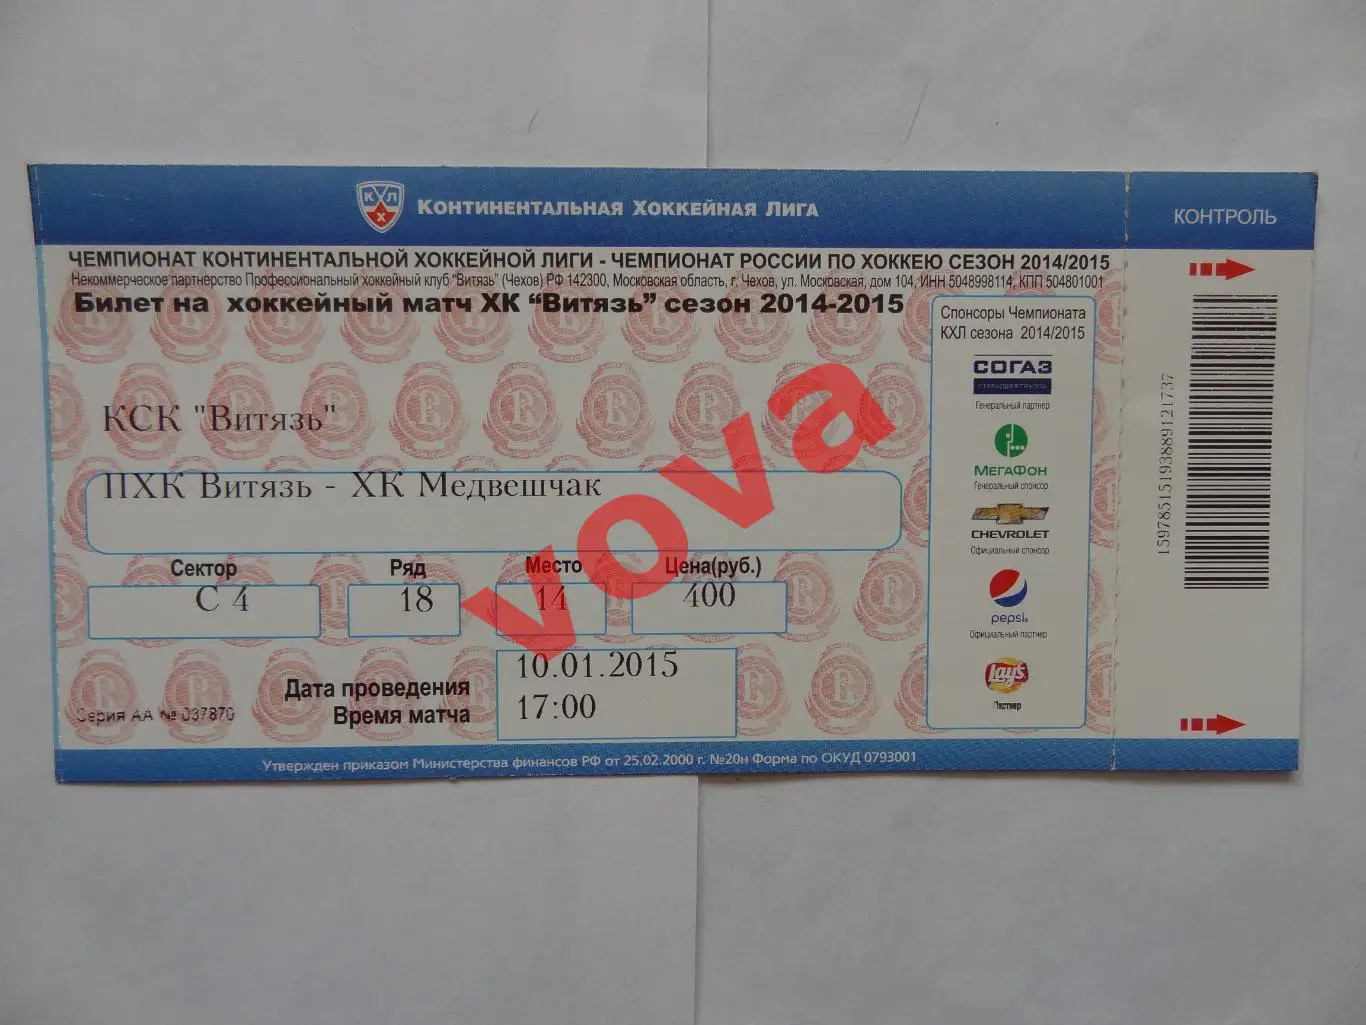 КХЛ
Континентальная Хоккейная Лига
КОНТРОЛЬ
ЧЕМПИОНАТ КОНТИНЕНТАЛЬНОЙ ХОККЕЙНОЙ ЛИГИ - ЧЕМПИОНАТ РОССИИ ПО ХОККЕЮ СЕЗОН 2014/2015
Некоммерческое партнерство Профессиональный хоккейный клуб "Витязь" (Чехов) РФ 142300, Московская область, г. Чехов, ул. Московская, дом 104, ИНН 5048998114, КПП 504801001
Билет на хоккейный матч ХК "Витязь" сезон 2014-2015
КСК "Витязь"
ПХК Витязь - ХК Медвешчак
Сектор Ряд Место Цена(руб.)
С 4 18 14 400
Дата проведения 10.01.2015
Время матча 17:00
Серия АА № 037870
Спонсоры Чемпионата
КХЛ сезона 2014/2015
СОГАЗ
СТРАХОВАЯ ГРУППА
Генеральный партнер
МегаФон
Генеральный спонсор
CHEVROLET
Официальный спонсор
pepsi
Официальный партнер
Lay's
Партнер
159785151938889121737
Утвержден приказом Министерства финансов РФ от 25.02.2000 г. №20н Форма по ОКУД 0793001
vova